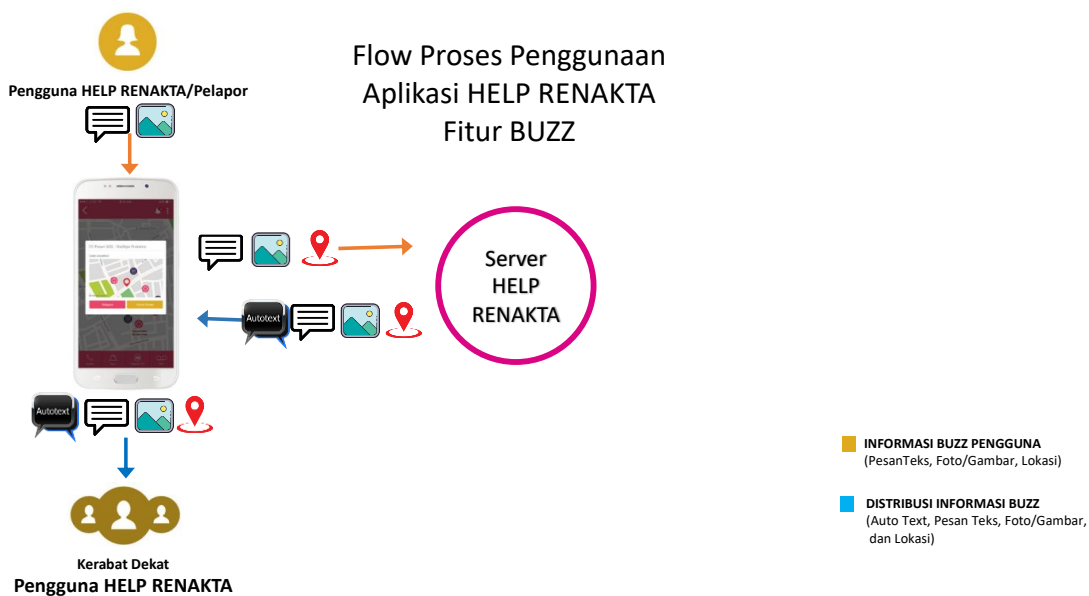 Flow Proses Penggunaan
Aplikasi HELP RENAKTA
Fitur BUZZ
Pengguna HELP RENAKTA/Pelapor
Server
HELP
RENAKTA
Autotext
Autotext
Kerabat Dekat
Pengguna HELP RENAKTA
INFORMASI BUZZ PENGGUNA
(PesanTeks, Foto/Gambar, Lokasi)
DISTRIBUSI INFORMASI BUZZ
(Auto Text, Pesan Teks, Foto/Gambar,
dan Lokasi)